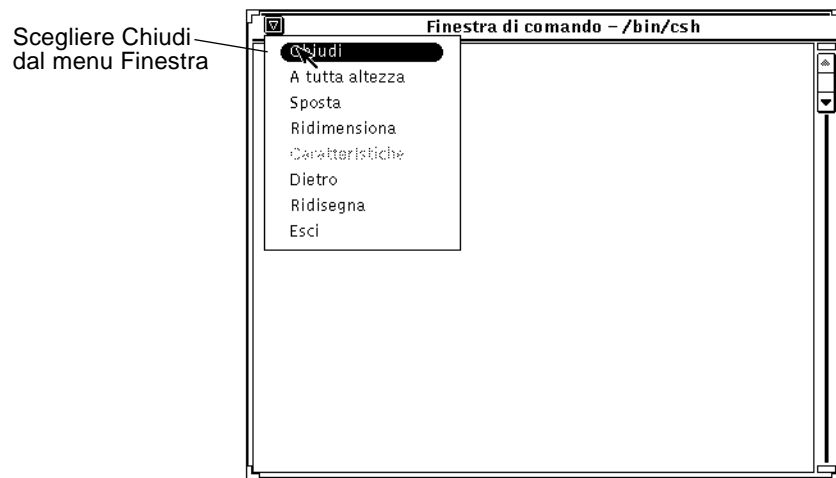 Scegliere Chiudi
dal menu Finestra
Finestra di comando – /bin/csh
Chiudi
A tutta altezza
Sposta
Ridimensiona
Caratteristiche
Dietro
Ridisegna
Esci